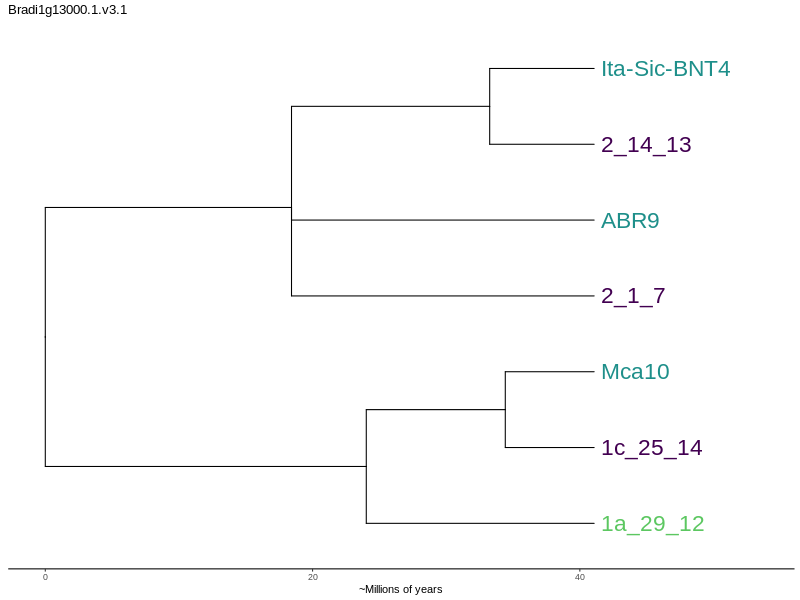 Bradi1g13000.1.v3.1
Ita-Sic-BNT4
2_14_13
ABR9
2_1_7
Mca10
1c_25_14
1a_29_12
0 20 40
~Millions of years